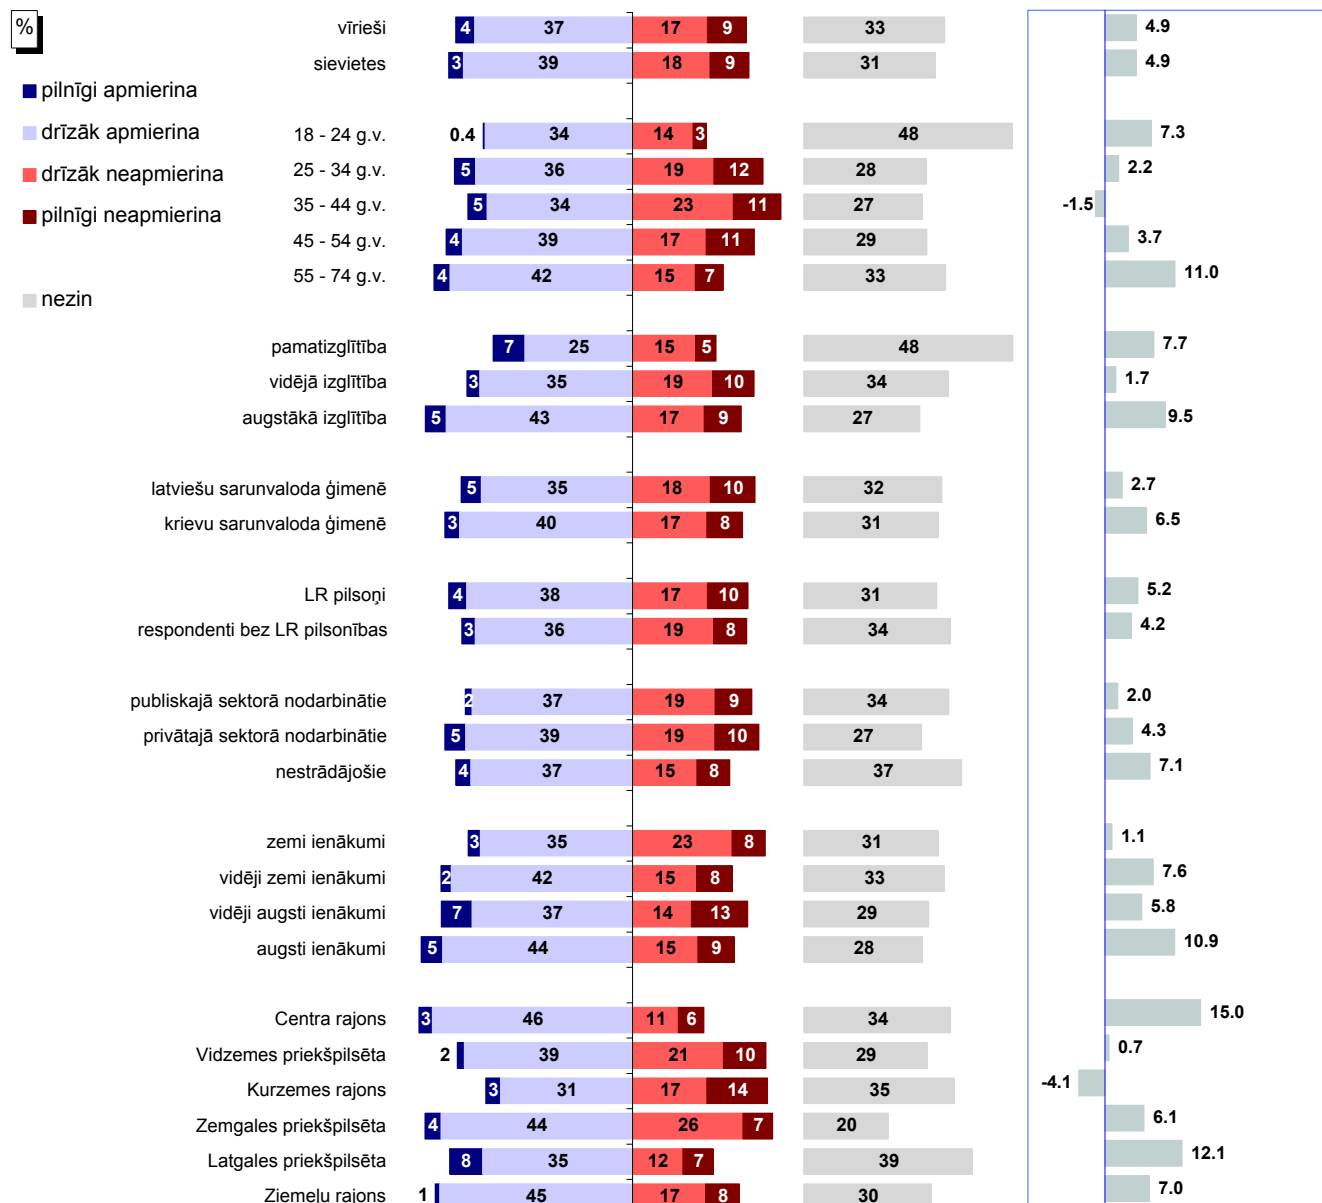 %
pilnīgi apmierina
drīzāk apmierina
drīzāk neapmierina
pilnīgi neapmierina
nezin
vīrieši 4 37 17 9 33 4.9
sievietes 3 39 18 9 31 4.9
18 - 24 g.v. 0.4 34 14 3 48 7.3
25 - 34 g.v. 5 36 19 12 28 2.2
35 - 44 g.v. 5 34 23 11 27 -1.5
45 - 54 g.v. 4 39 17 11 29 3.7
55 - 74 g.v. 4 42 15 7 33 11.0
pamatizglītība 7 25 15 5 48 7.7
vidējā izglītība 3 35 19 10 34 1.7
augstākā izglītība 5 43 17 9 27 9.5
latviešu sarunvaloda ģimenē 5 35 18 10 32 2.7
krievu sarunvaloda ģimenē 3 40 17 8 31 6.5
LR pilsoņi 4 38 17 10 31 5.2
respondenti bez LR pilsonības 3 36 19 8 34 4.2
publiskajā sektorā nodarbinātie 2 37 19 9 34 2.0
privātajā sektorā nodarbinātie 5 39 19 10 27 4.3
nestrādājošie 4 37 15 8 37 7.1
zemi ienākumi 3 35 23 8 31 1.1
vidēji zemi ienākumi 2 42 15 8 33 7.6
vidēji augsti ienākumi 7 37 14 13 29 5.8
augsti ienākumi 5 44 15 9 28 10.9
Centra rajons 3 46 11 6 34 15.0
Vidzemes priekšpilsēta 2 39 21 10 29 0.7
Kurzemes rajons 3 31 17 14 35 -4.1
Zemgales priekšpilsēta 4 44 26 7 20 6.1
Latgales priekšpilsēta 8 35 12 7 39 12.1
Ziemeļu rajons 1 45 17 8 30 7.0